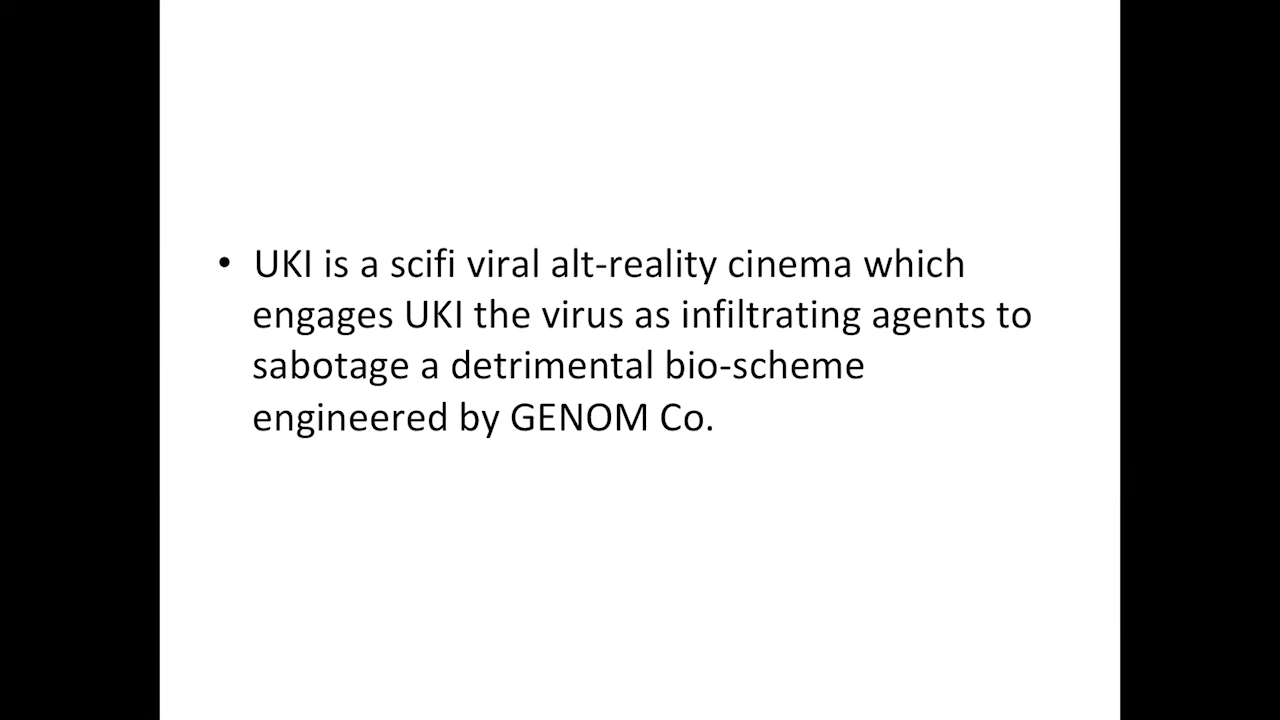 • UKI is a scifi viral alt-reality cinema which
engages UKI the virus as infiltrating agents to
sabotage a detrimental bio-scheme
engineered by GENOM Co.